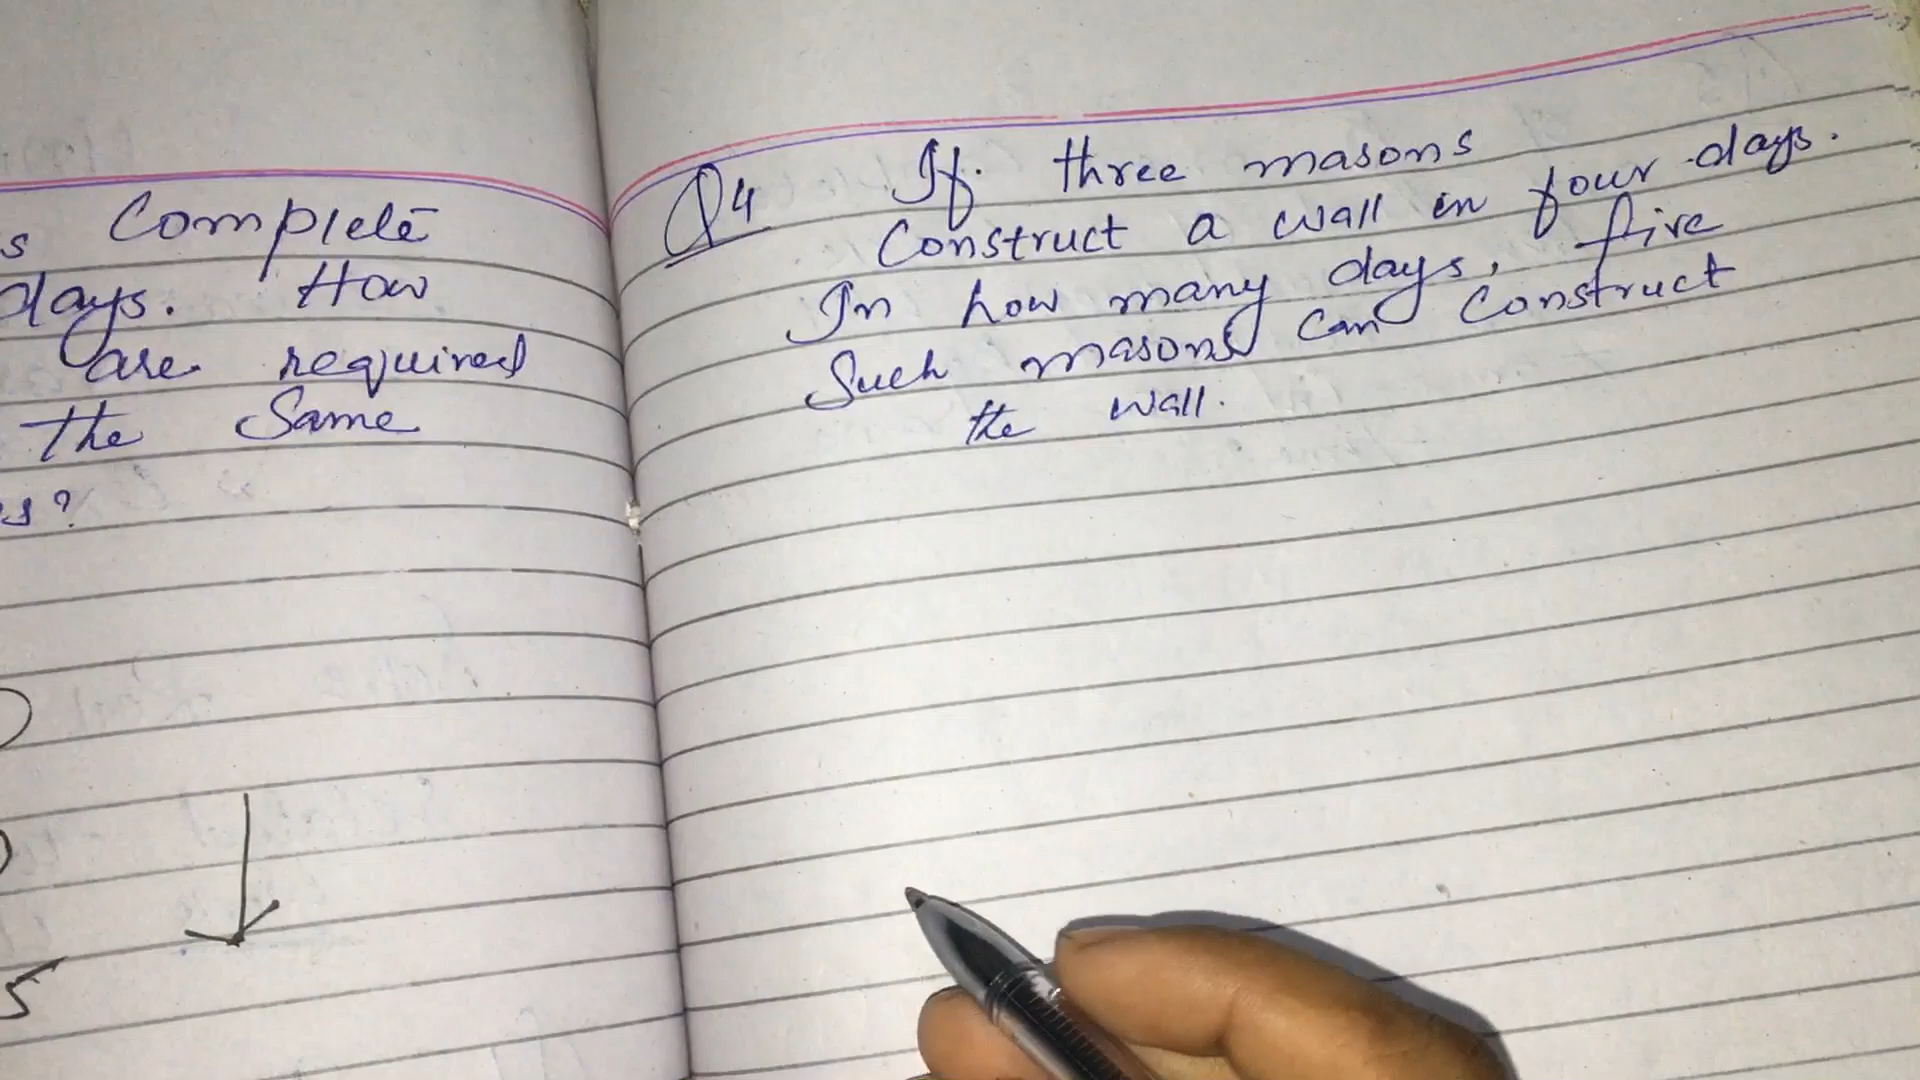 s Complete
days. How
are required
the Same
s?
5
Q4 If three masons
Construct a wall in four days.
In how many days, five
Such masons can construct
the wall.